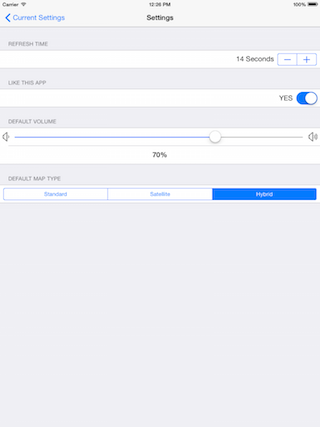 Carrier 12:26 PM 100%
Current Settings Settings
REFRESH TIME
14 Seconds − +
LIKE THIS APP
YES
DEFAULT VOLUME
70%
DEFAULT MAP TYPE
Standard Satellite Hybrid